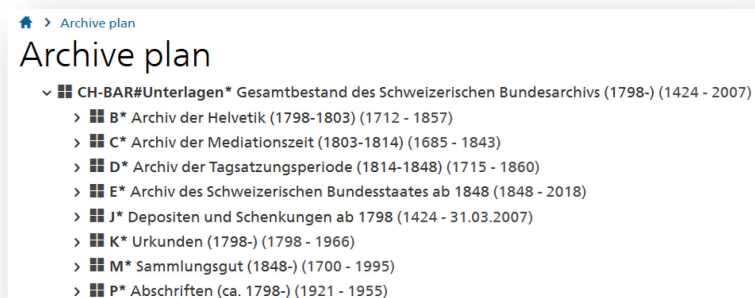 Archive plan
Archive plan
CH-BAR#Unterlagen* Gesamtbestand des Schweizerischen Bundesarchivs (1798-) (1424 - 2007)
B* Archiv der Helvetik (1798-1803) (1712 - 1857)
C* Archiv der Mediationszeit (1803-1814) (1685 - 1843)
D* Archiv der Tagsatzungsperiode (1814-1848) (1715 - 1860)
E* Archiv des Schweizerischen Bundesstaates ab 1848 (1848 - 2018)
J* Depositen und Schenkungen ab 1798 (1424 - 31.03.2007)
K* Urkunden (1798-) (1798 - 1966)
M* Sammlungsgut (1848-) (1700 - 1995)
P* Abschriften (ca. 1798-) (1921 - 1955)